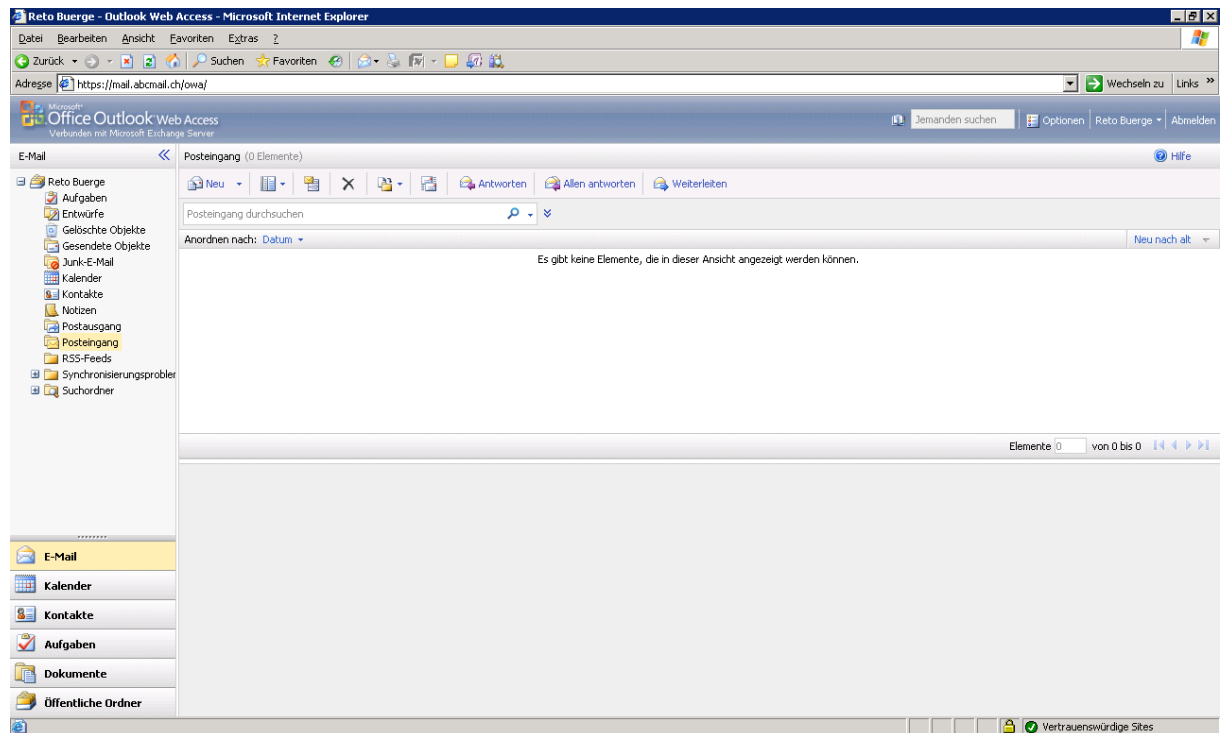 Reto Buerge - Outlook Web Access - Microsoft Internet Explorer
Datei Bearbeiten Ansicht Favoriten Extras ?
Zurück Suchen Favoriten
Adresse https://mail.abcmail.ch/owa/ Wechseln zu Links »
Microsoft
Office Outlook Web Access
Verbunden mit Microsoft Exchange Server
Jemanden suchen Optionen Reto Buerge Abmelden
E-Mail
Posteingang (0 Elemente) Hilfe
Neu Antworten Allen antworten Weiterleiten
Posteingang durchsuchen
Anordnen nach: Datum Neu nach alt
Es gibt keine Elemente, die in dieser Ansicht angezeigt werden können.
Reto Buerge
Aufgaben
Entwürfe
Gelöschte Objekte
Gesendete Objekte
Junk-E-Mail
Kalender
Kontakte
Notizen
Postausgang
Posteingang
RSS-Feeds
Synchronisierungsprobler
Suchordner
Elemente 0 von 0 bis 0
E-Mail
Kalender
Kontakte
Aufgaben
Dokumente
Öffentliche Ordner
Vertrauenswürdige Sites